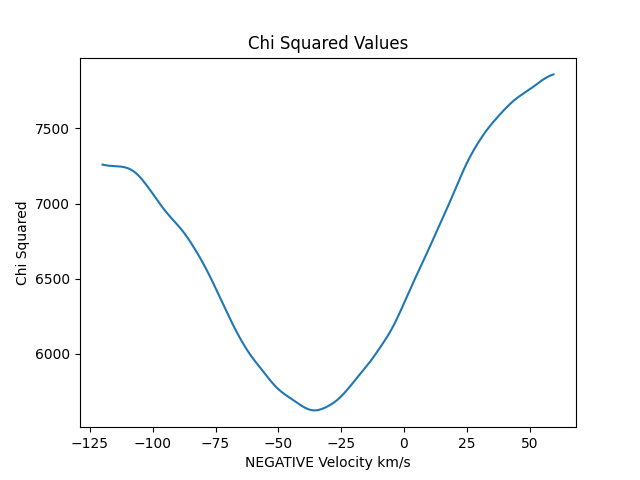 Chi Squared Values
7500
7000
6500
6000
Chi Squared
−125 −100 −75 −50 −25 0 25 50
NEGATIVE Velocity km/s